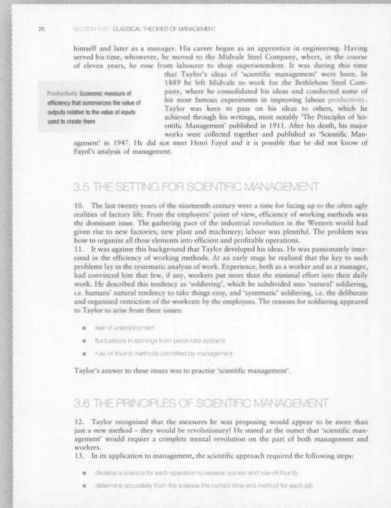 28 SECTION TWO CLASSICAL THEORIES OF MANAGEMENT
himself and later as a manager. His career began as an apprentice in engineering. Having
served his time, whowever, he moved to the Midvale Steel Company, where, in the course
of eleven years, he rose from labourer to shop superintendent. It was during this time
that Taylor's ideas of 'scientific management' were born. In
1889 he left Midvale to work for the Bethlehem Steel Com-
pany, where he consolidated his ideas and conducted some of
his most famous experiments in improving labour productivity.
Taylor was keen to pass on his ideas to others, which he
achieved through his writings, most notably 'The Principles of Sci-
entific Management' published in 1911. After his death, his major
works were collected together and published as 'Scientific Man-
agement' in 1947. He did not meet Henri Fayol and it is possible that he did not know of
Fayol's analysis of management.
Productivity Economic measure of
efficiency that summarizes the value of
outputs relative to the value of inputs
used to create them
3.5 THE SETTING FOR SCIENTIFIC MANAGEMENT
10. The last twenty years of the nineteenth century were a time for facing up to the often ugly
realities of factory life. From the employers' point of view, efficiency of working methods was
the dominant issue. The gathering pace of the industrial revolution in the Western world had
given rise to new factories, new plant and machinery; labour was plentiful. The problem was
how to organize all these elements into efficient and profitable operations.
11. It was against this background that Taylor developed his ideas. He was passionately inter-
ested in the efficiency of working methods. At an early stage he realized that the key to such
problems lay in the systematic analysis of work. Experience, both as a worker and as a manager,
had convinced him that few, if any, workers put more than the minimal effort into their daily
work. He described this tendency as 'soldiering', which he subdivided into 'natural' soldiering,
i.e. humans' natural tendency to take things easy, and 'systematic' soldiering, i.e. the deliberate
and organized restriction of the workrate by the employees. The reasons for soldiering appeared
to Taylor to arise from three issues:
● fear of unemployment
● fluctuations in earnings from piece-rate systems
● rule-of-thumb methods permitted by management.
Taylor's answer to these issues was to practise 'scientific management'.
3.6 THE PRINCIPLES OF SCIENTIFIC MANAGEMENT
12. Taylor recognized that the measures he was proposing would appear to be more than
just a new method – they would be revolutionary! He stated at the outset that 'scientific man-
agement' would require a complete mental revolution on the part of both management and
workers.
13. In its application to management, the scientific approach required the following steps:
● develop a science for each operation to replace opinion and rule-of-thumb
● determine accurately from the science the correct time and method for each job